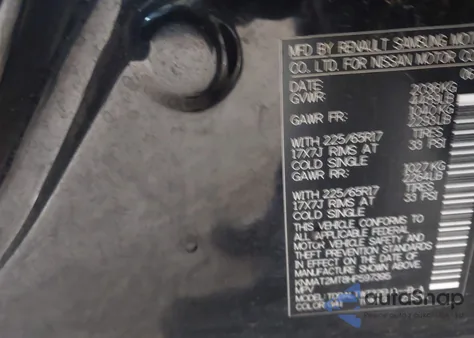 MFD BY RENAULT SAMSUNG MOT
CO. LTD. FOR NISSAN MOTOR CO
DATE:
GVWR: 2036KG
4489LB
GAWR FR:
WITH 225/65R17 TIRES
17X7J RIMS AT 33 PSI
COLD SINGLE
GAWR RR: 1027KG
2264LB
WITH 225/65R17 TIRES
17X7J RIMS AT 33 PSI
COLD SINGLE
THIS VEHICLE CONFORMS TO
ALL APPLICABLE FEDERAL
MOTOR VEHICLE SAFETY AND
THEFT PREVENTION STANDARDS
IN EFFECT ON THE DATE OF
MANUFACTURE SHOWN ABOVE
MPV
COLOR:
autoSnap